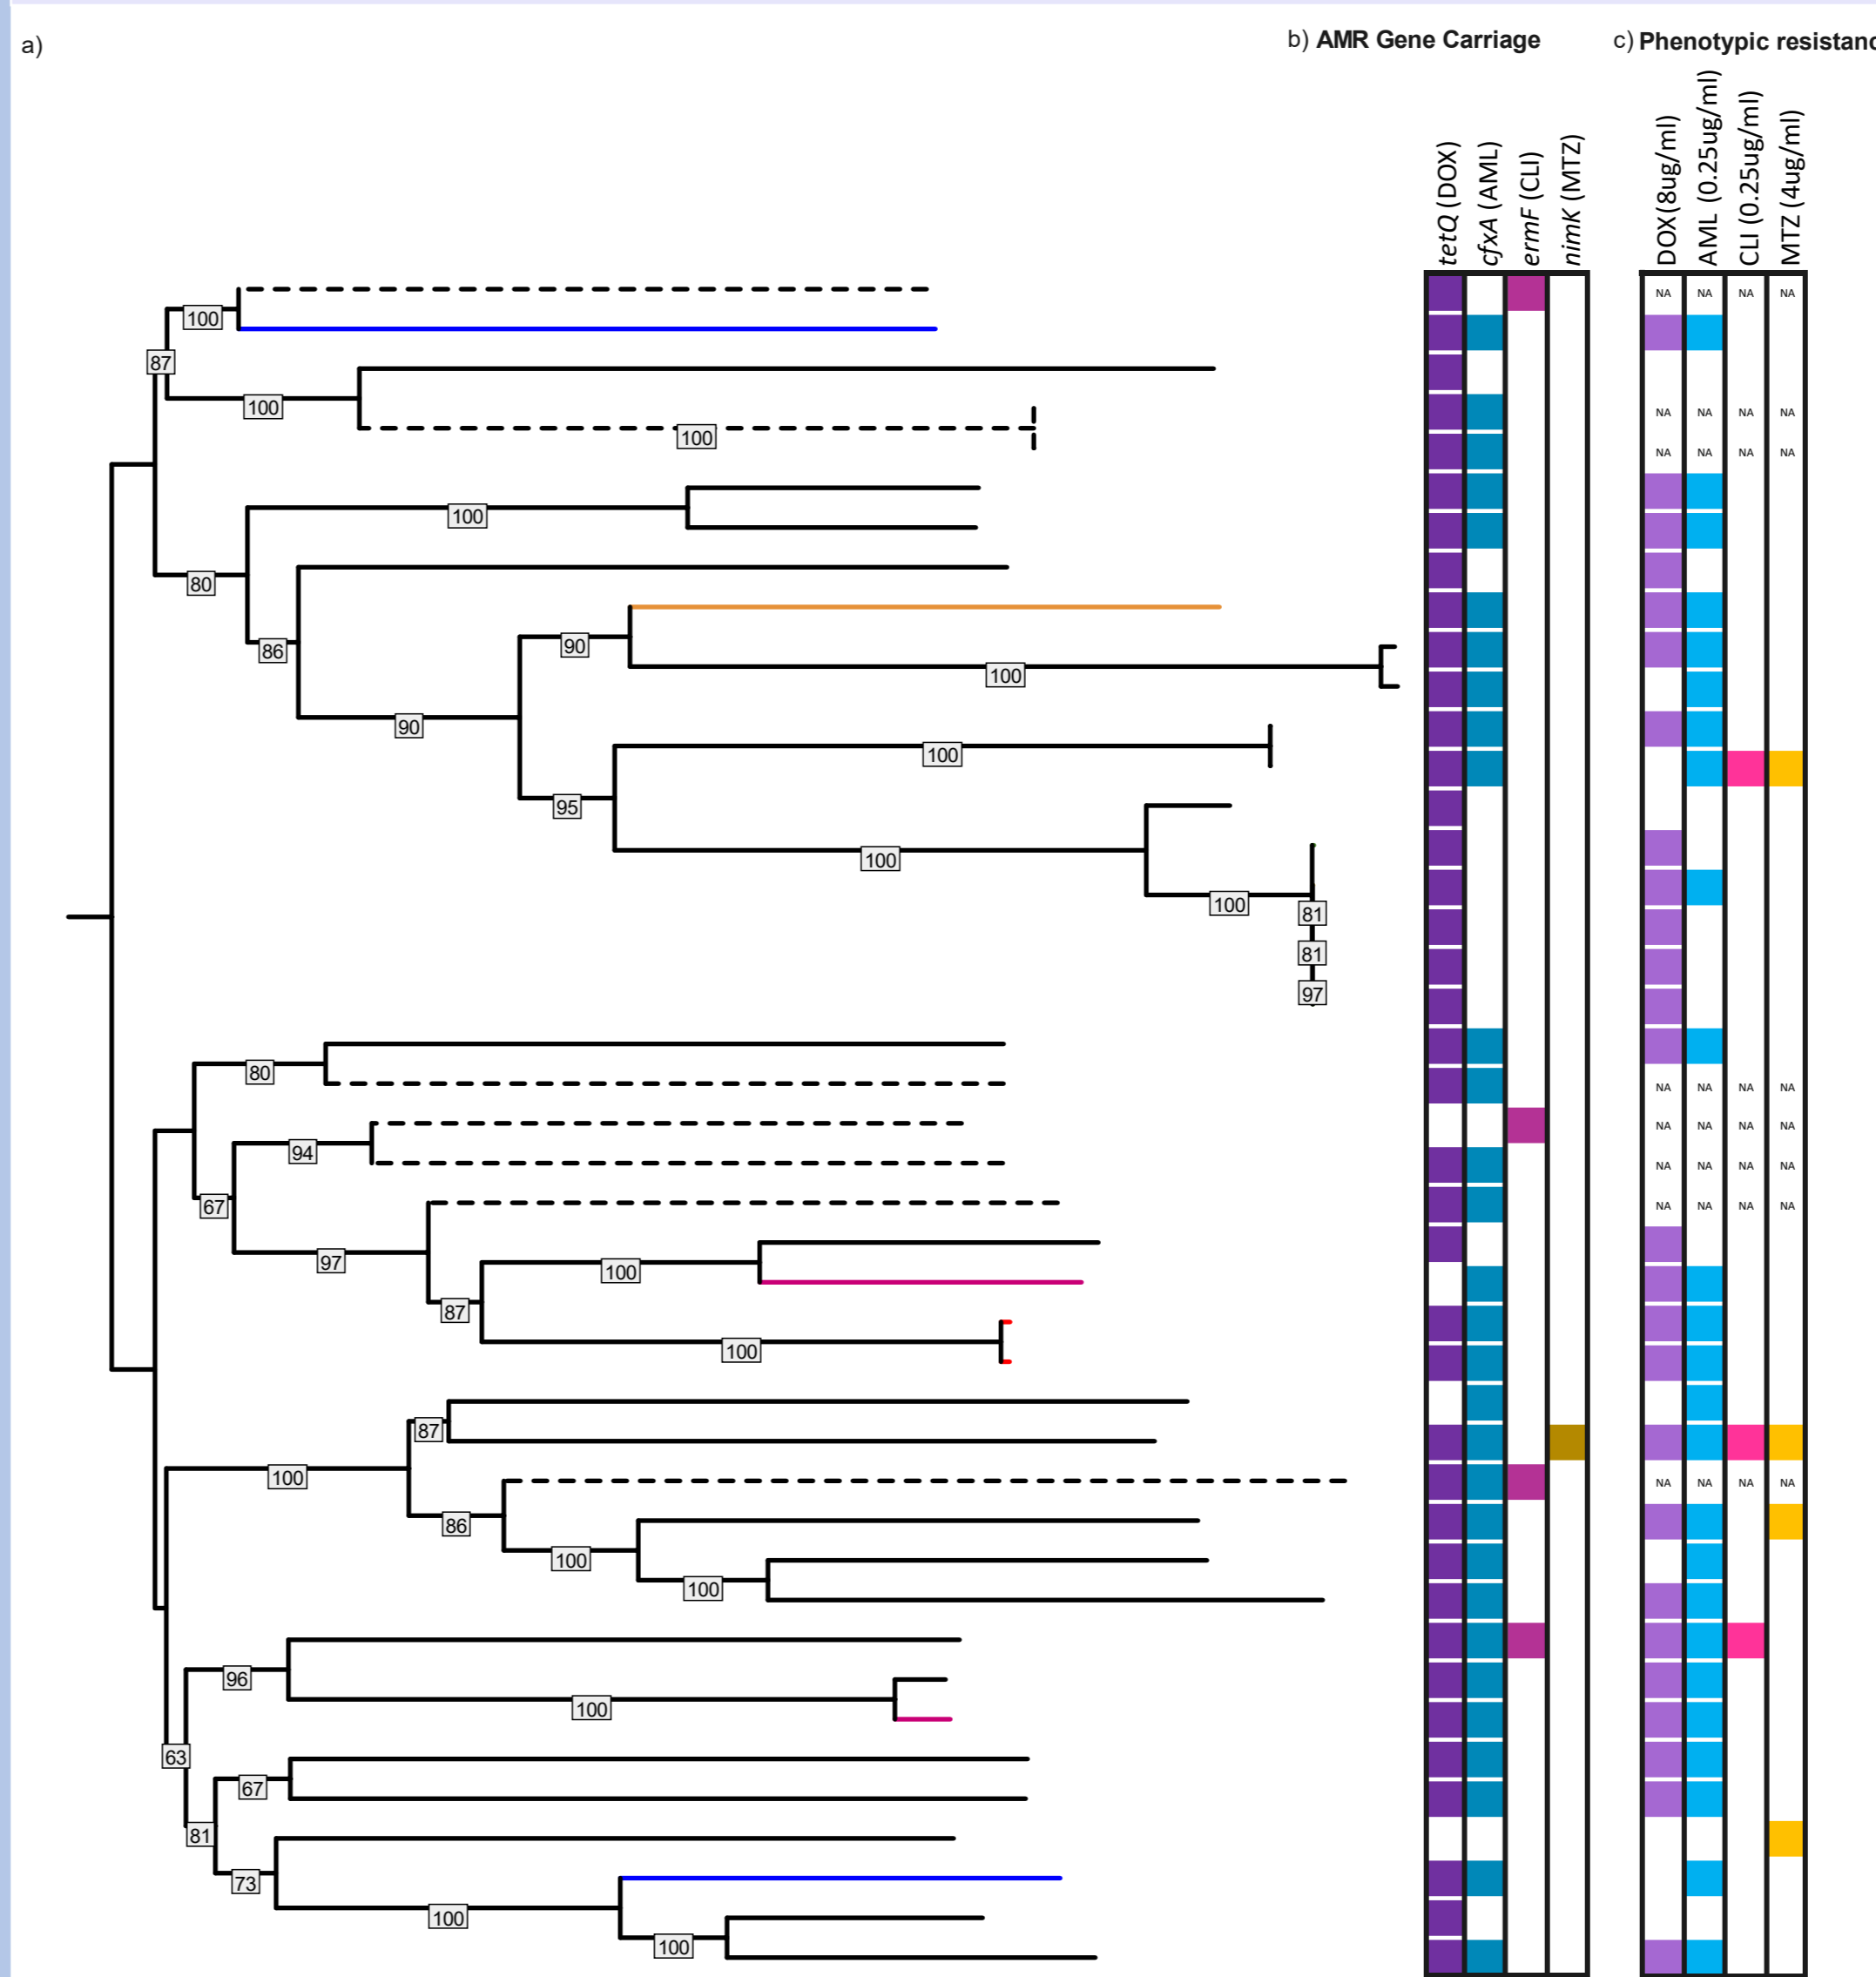 a)
b) AMR Gene Carriage
c) Phenotypic resistanc
tetQ (DOX)
cfxA (AML)
ermF (CLI)
nimK (MTZ)
DOX(8ug/ml)
AML (0.25ug/ml)
CLI (0.25ug/ml)
MTZ (4ug/ml)
NA NA NA NA
100
87
100
NA NA NA NA
100
NA NA NA NA
100
80
86
90
100
90
100
95
100
100
81
81
97
80
NA NA NA NA
NA NA NA NA
94
NA NA NA NA
67
NA NA NA NA
97
100
87
100
87
100
NA NA NA NA
86
100
100
96
100
63
67
81
73
100
100